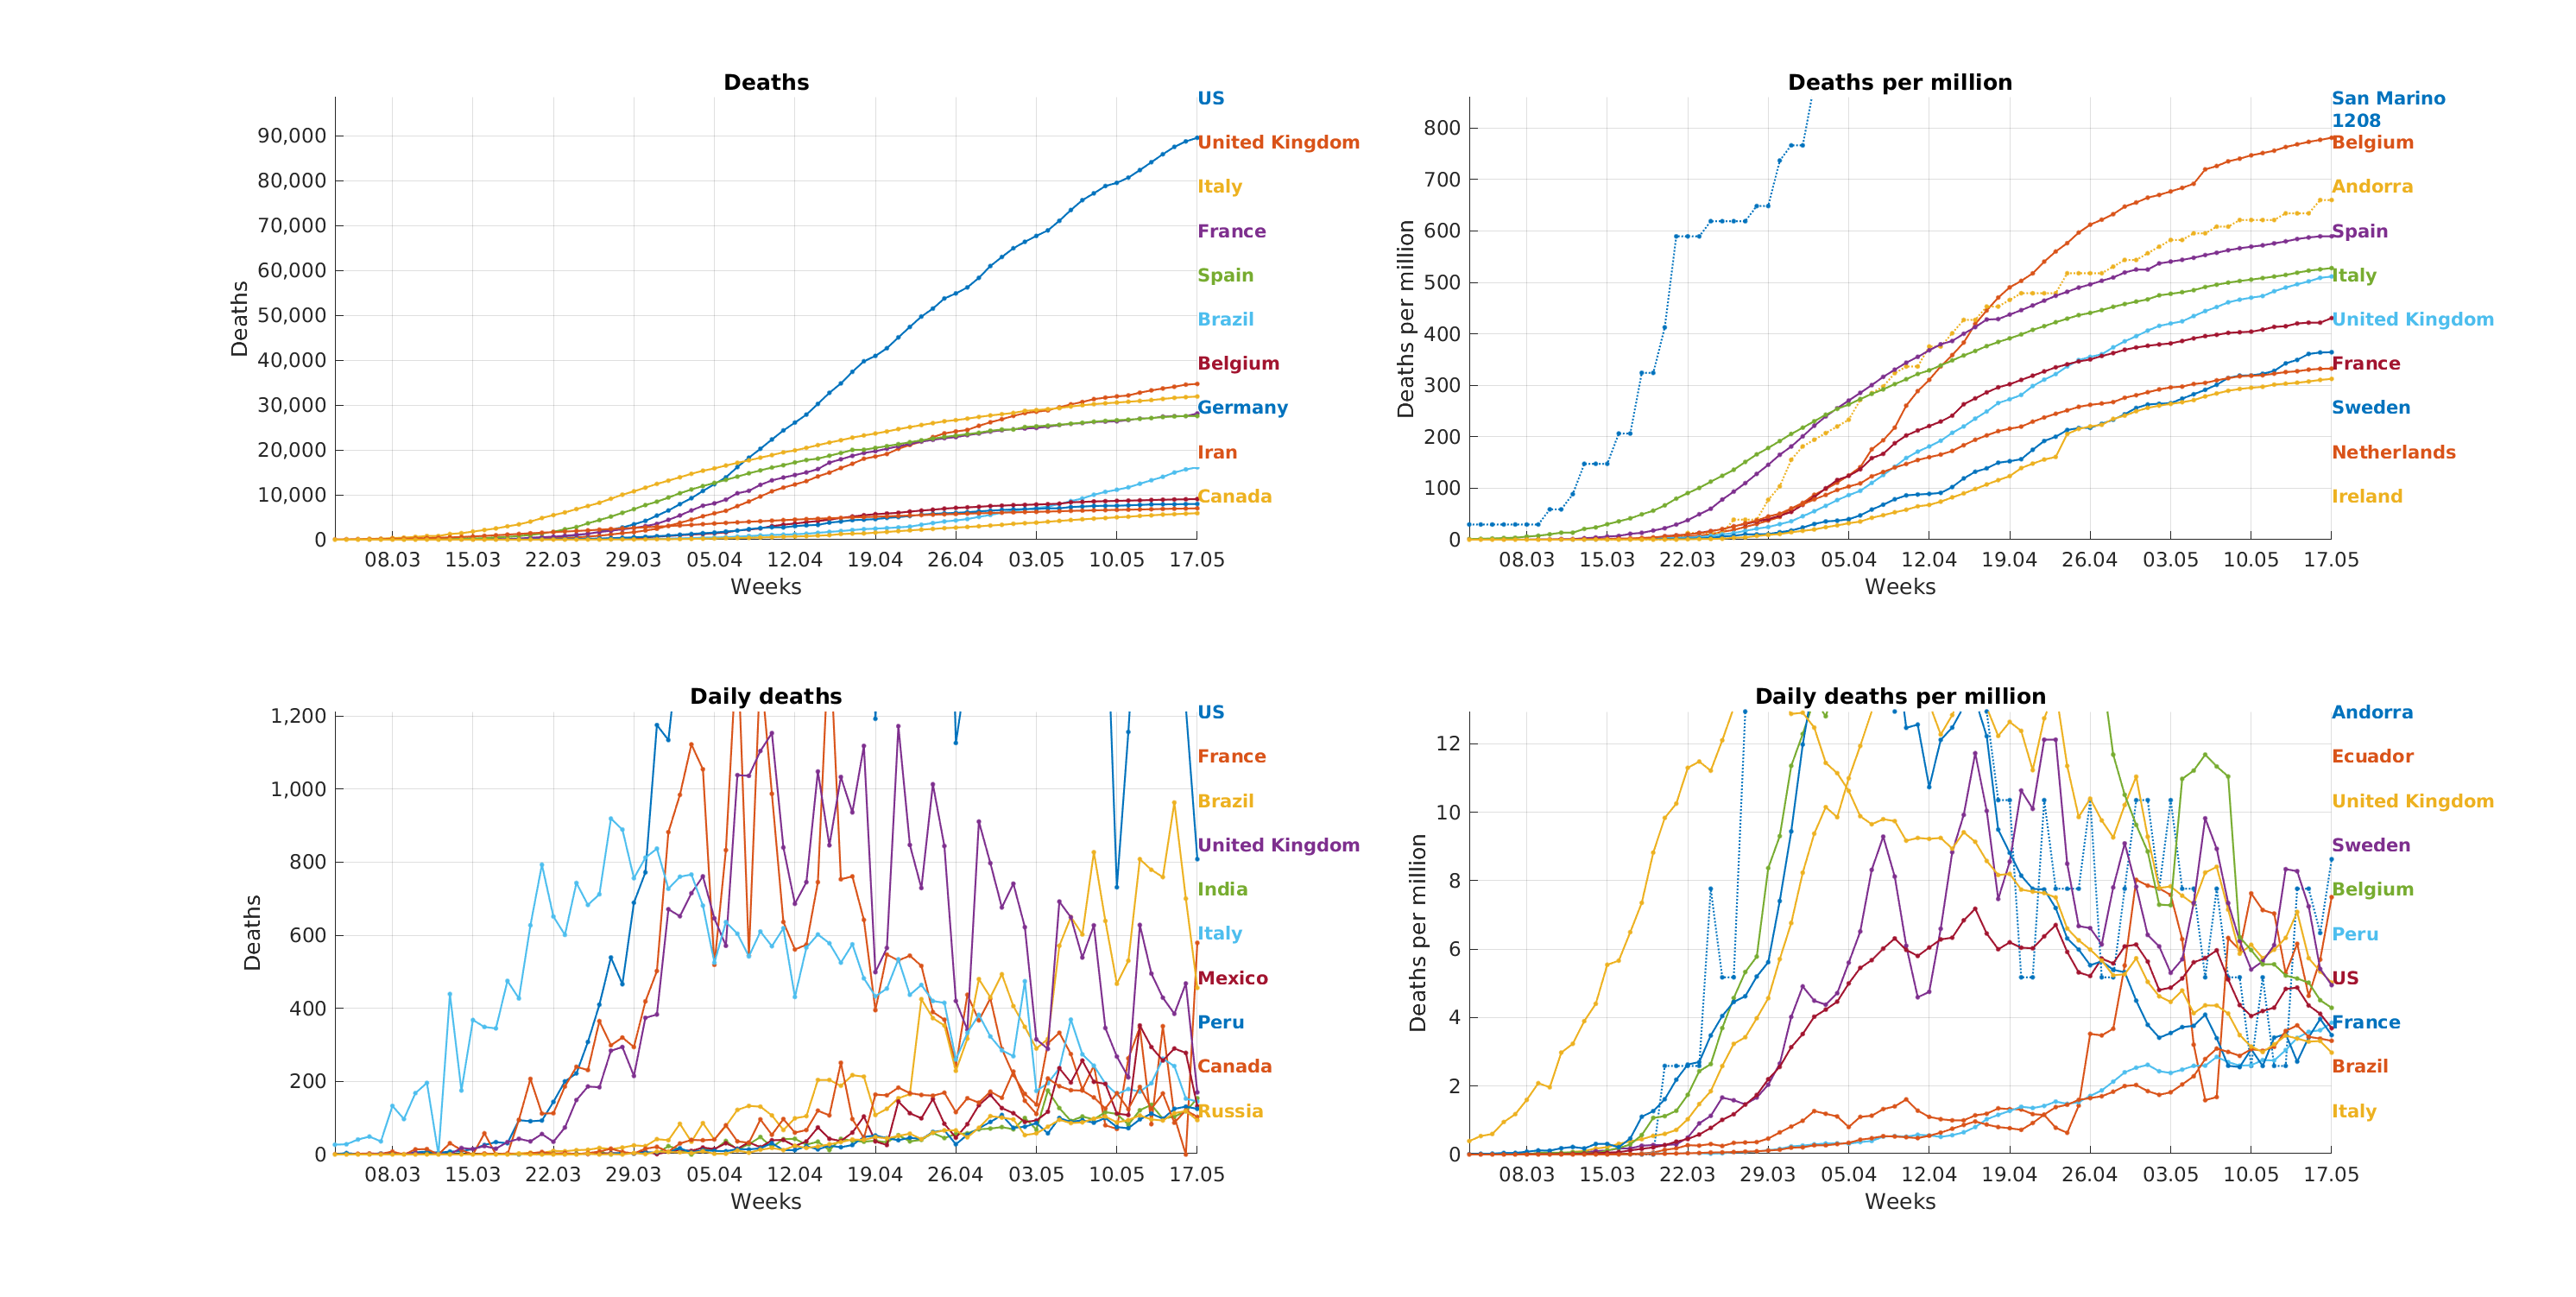 Deaths
90,000
80,000
70,000
60,000
50,000
40,000
30,000
20,000
10,000
0
Deaths
08.03 15.03 22.03 29.03 05.04 12.04 19.04 26.04 03.05 10.05 17.05
Weeks
US
United Kingdom
Italy
France
Spain
Brazil
Belgium
Germany
Iran
Canada
Deaths per million
800
700
600
500
400
300
200
100
0
Deaths per million
08.03 15.03 22.03 29.03 05.04 12.04 19.04 26.04 03.05 10.05 17.05
Weeks
San Marino
1208
Belgium
Andorra
Spain
Italy
United Kingdom
France
Sweden
Netherlands
Ireland
Daily deaths
1,200
1,000
800
600
400
200
0
Deaths
08.03 15.03 22.03 29.03 05.04 12.04 19.04 26.04 03.05 10.05 17.05
Weeks
US
France
Brazil
United Kingdom
India
Italy
Mexico
Peru
Canada
Russia
Daily deaths per million
12
10
8
6
4
2
0
Deaths per million
08.03 15.03 22.03 29.03 05.04 12.04 19.04 26.04 03.05 10.05 17.05
Weeks
Andorra
Ecuador
United Kingdom
Sweden
Belgium
Peru
US
France
Brazil
Italy